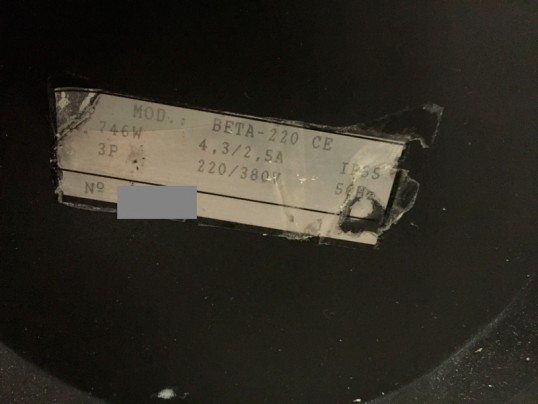 MOD.: BETA-220 CE
746W 4,3/2,5A IP55
3P 220/380V 50Hz
Nº